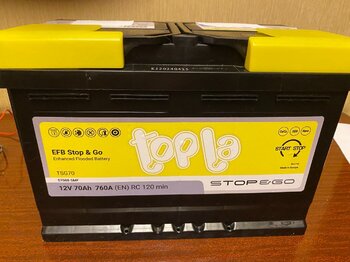 EFB Stop & Go
Enhanced Flooded Battery
topla
TSG70
12V 70Ah 760A (EN) RC 120 min
START STOP
STOP&GO